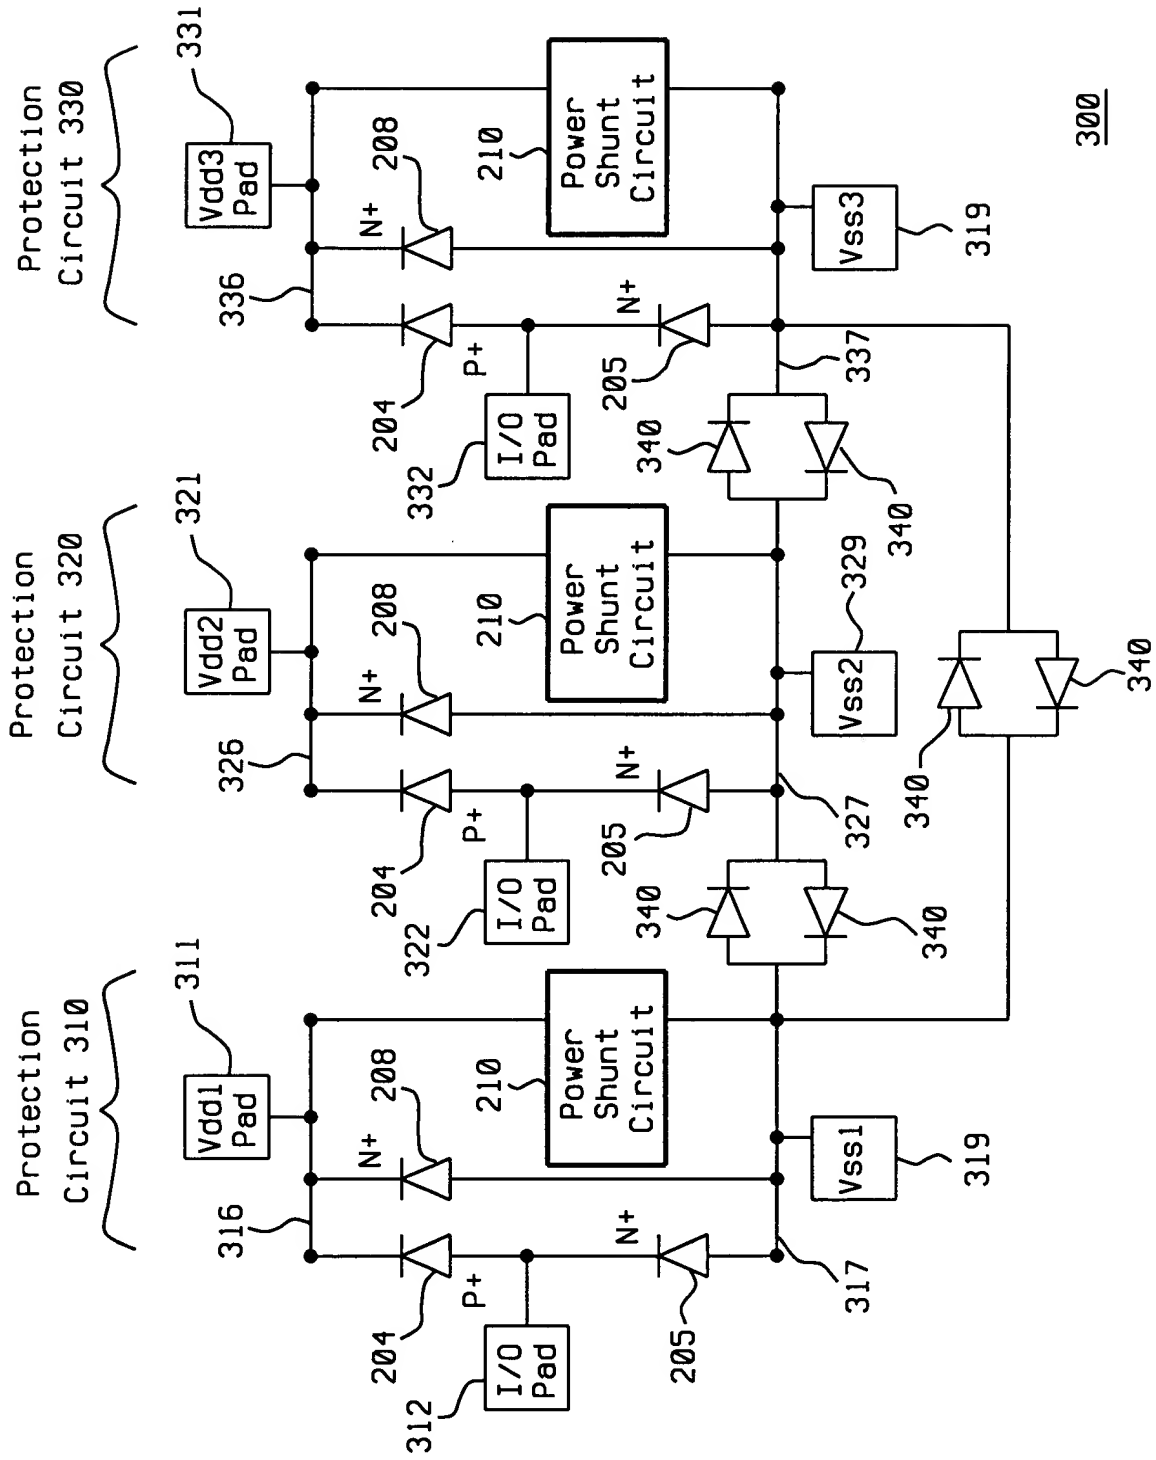 Protection
Circuit 310
Protection
Circuit 320
Protection
Circuit 330
311
Vdd1
Pad
321
Vdd2
Pad
331
Vdd3
Pad
316
N+
208
326
N+
208
336
N+
208
204
P+
204
P+
204
P+
312
I/O
Pad
210
Power
Shunt
Circuit
322
I/O
Pad
210
Power
Shunt
Circuit
332
I/O
Pad
210
Power
Shunt
Circuit
N+
205
N+
205
N+
205
340
340
317
Vss1
319
340
327
Vss2
329
340
337
Vss3
319
340
340
300